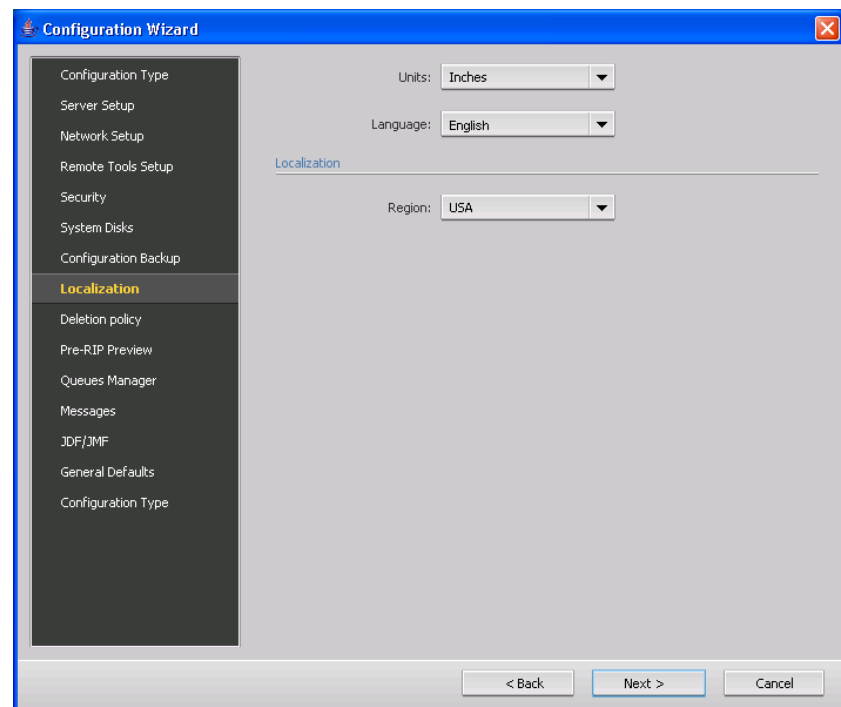 Configuration Wizard
Configuration Type
Server Setup
Network Setup
Remote Tools Setup
Security
System Disks
Configuration Backup
Localization
Deletion policy
Pre-RIP Preview
Queues Manager
Messages
JDF/JMF
General Defaults
Configuration Type
Units: Inches
Language: English
Localization
Region: USA
< Back Next > Cancel